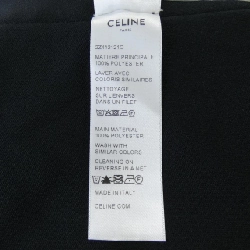 CELINE
PARIS
MATIERE PRINCIPALE
100% POLYESTER
LAVER AVEC
COLORIS SIMILAIRES
NETTOYAGE
SUR L'ENVERS
DANS UN FILET
MAIN MATERIAL
100% POLYESTER
WASH WITH
SIMILAR COLORS
CLEANING ON
REVERSE IN A NET
MADE IN ITALY
CELINE.COM